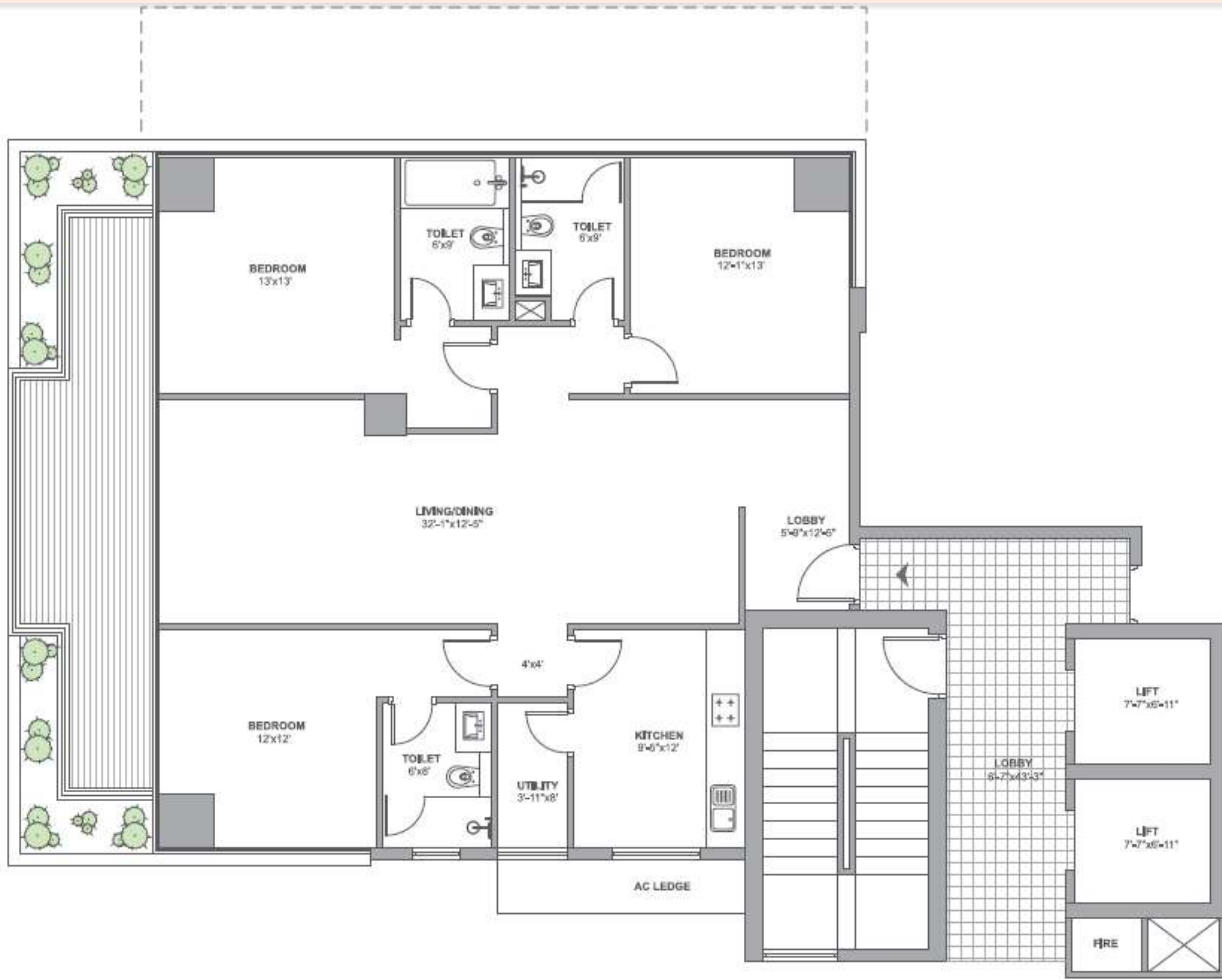 TOILET
6'x9'
TOILET
6'x9'
BEDROOM
13'x13'
BEDROOM
12'-1"x13'
LIVING/DINING
32'-1"x12'-5"
LOBBY
5'-9"x12'-6"
4'x4'
BEDROOM
12'x12'
TOILET
6'x8'
UTILITY
3'-11"x8'
KITCHEN
9'-5"x12'
LOBBY
6'-7"x43'-3"
LIFT
7'-7"x6'-11"
LIFT
7'-7"x6'-11"
AC LEDGE
FIRE